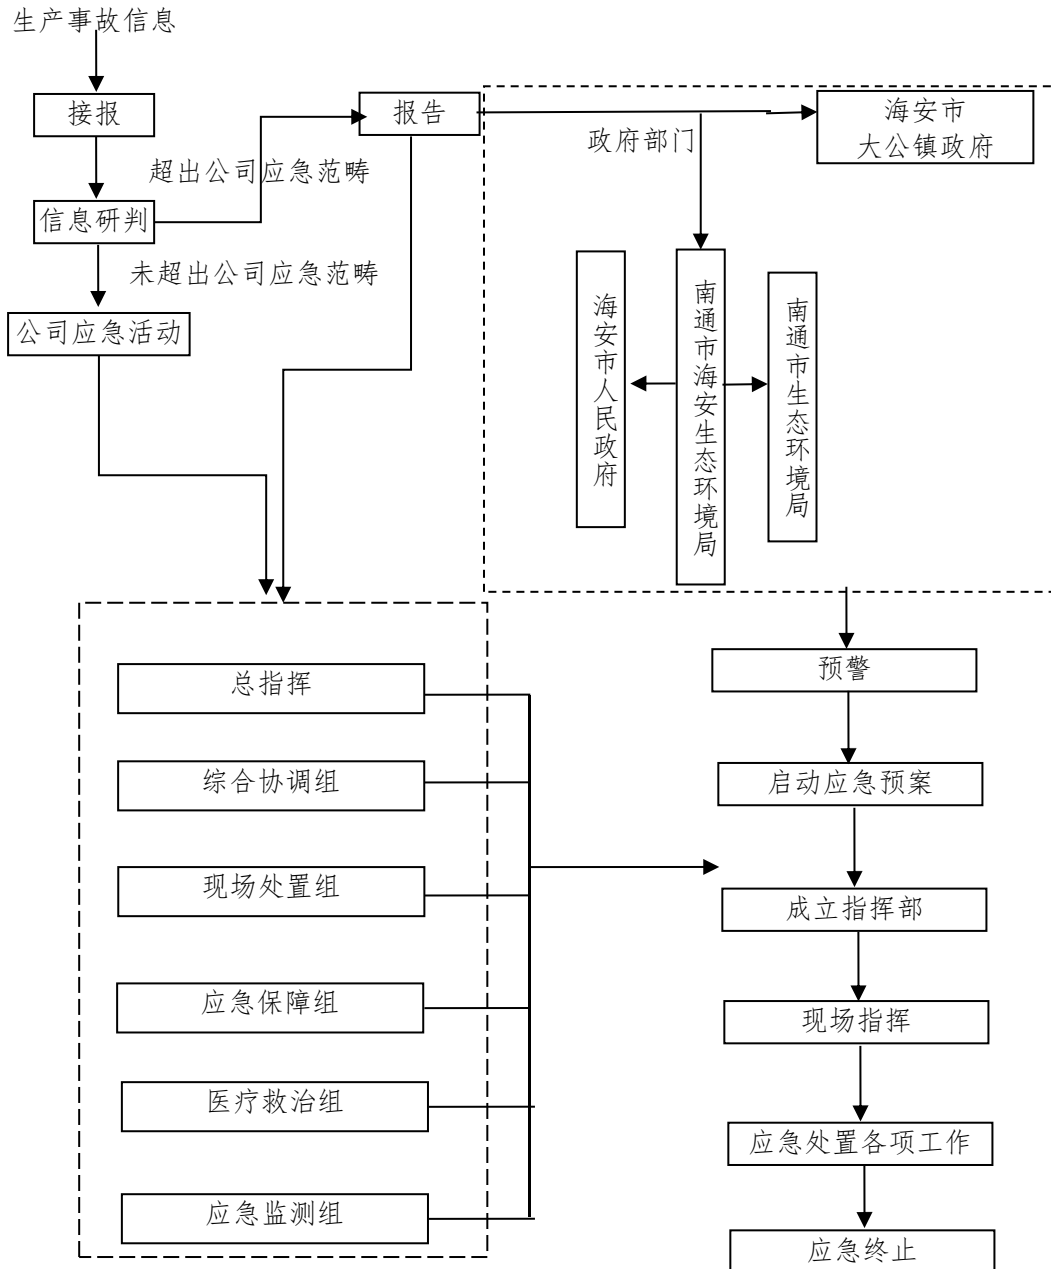 生产事故信息
接报
报告
海安市
大公镇政府
政府部门
超出公司应急范畴
信息研判
未超出公司应急范畴
公司应急活动
海安市人民政府
南通市海安生态环境局
南通市生态环境局
总指挥
综合协调组
现场处置组
应急保障组
医疗救治组
应急监测组
预警
启动应急预案
成立指挥部
现场指挥
应急处置各项工作
应急终止